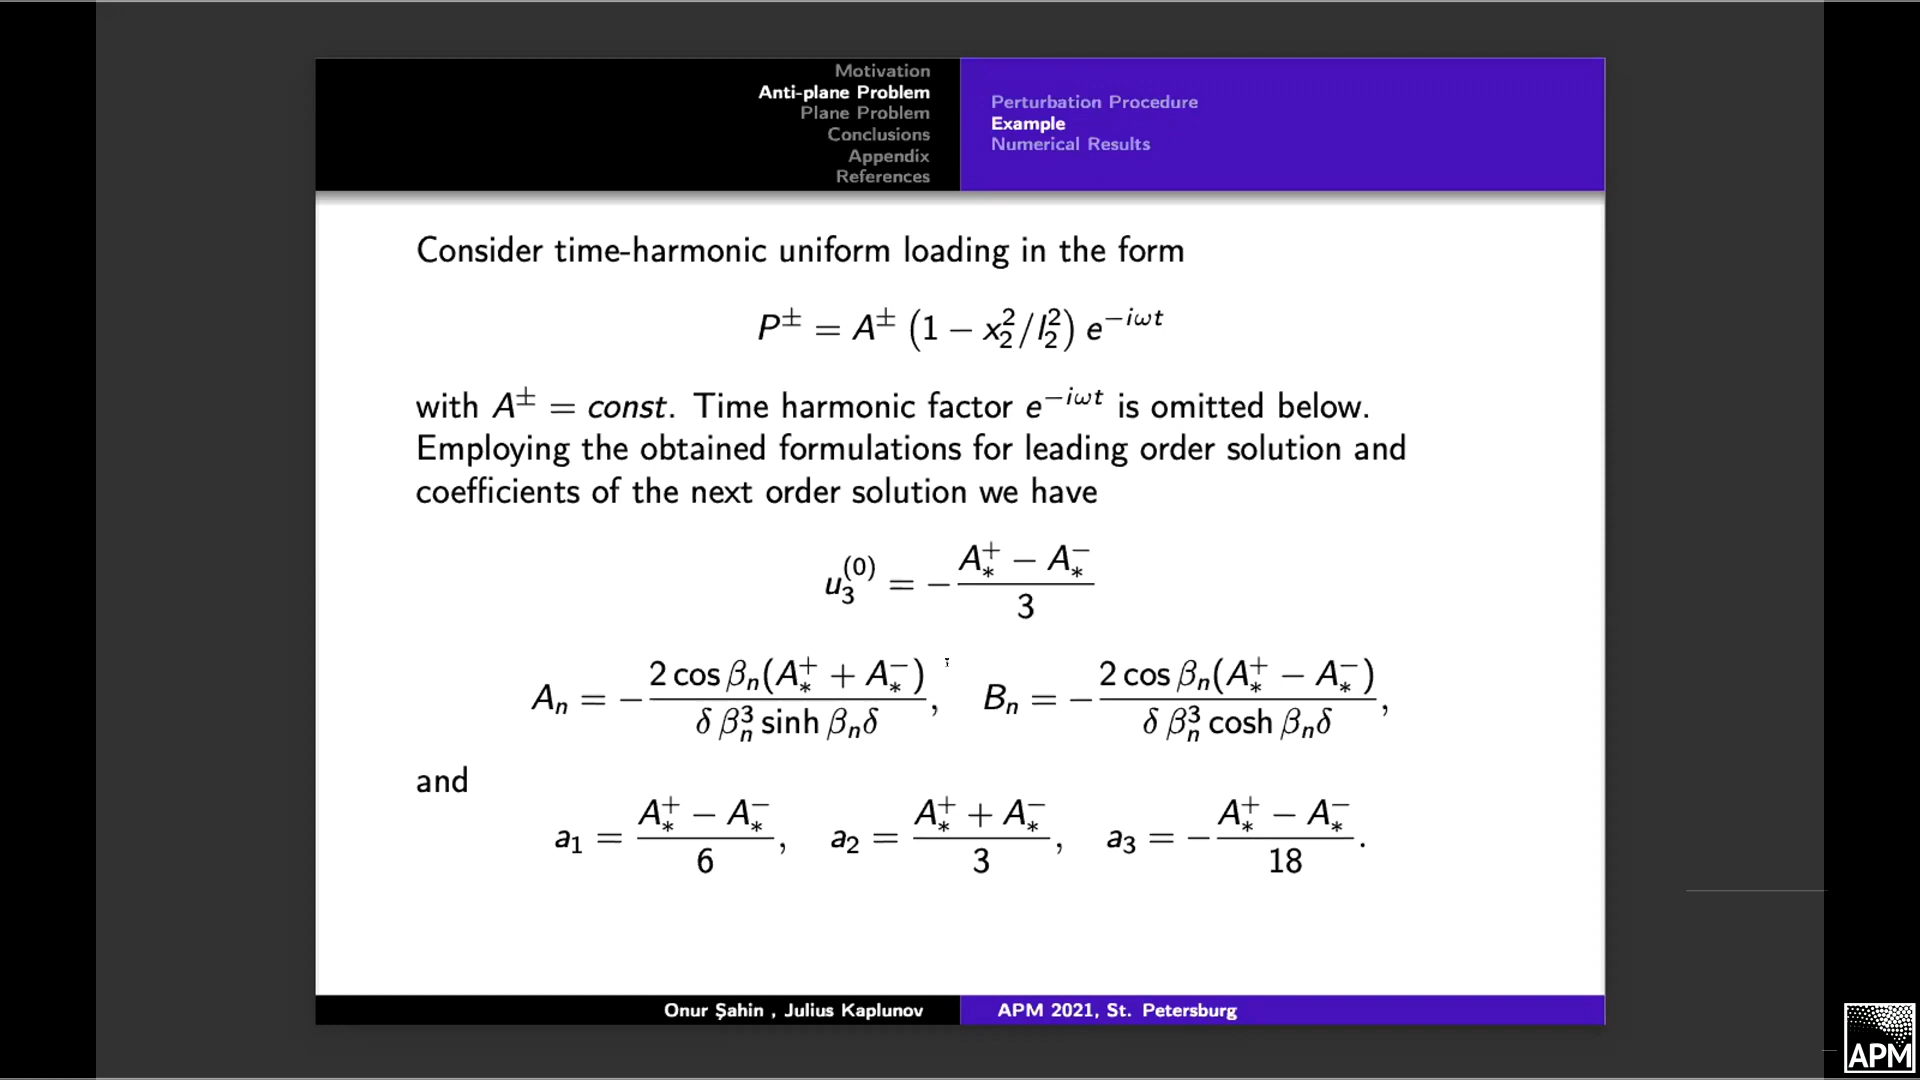 Motivation
Anti-plane Problem
Plane Problem
Conclusions
Appendix
References
Perturbation Procedure
Example
Numerical Results
Consider time-harmonic uniform loading in the form
P^± = A^± (1 − x_2^2/l_2^2) e^{−iωt}
with A^± = const. Time harmonic factor e^{−iωt} is omitted below.
Employing the obtained formulations for leading order solution and
coefficients of the next order solution we have
u_3^{(0)} = − (A_*^+ − A_*^-) / 3
A_n = − (2 cos β_n(A_*^+ + A_*^-)) / (δ β_n^3 sinh β_nδ), B_n = − (2 cos β_n(A_*^+ − A_*^-)) / (δ β_n^3 cosh β_nδ),
and
a_1 = (A_*^+ − A_*^-) / 6, a_2 = (A_*^+ + A_*^-) / 3, a_3 = − (A_*^+ − A_*^-) / 18.
Onur Şahin , Julius Kaplunov
APM 2021, St. Petersburg
APM